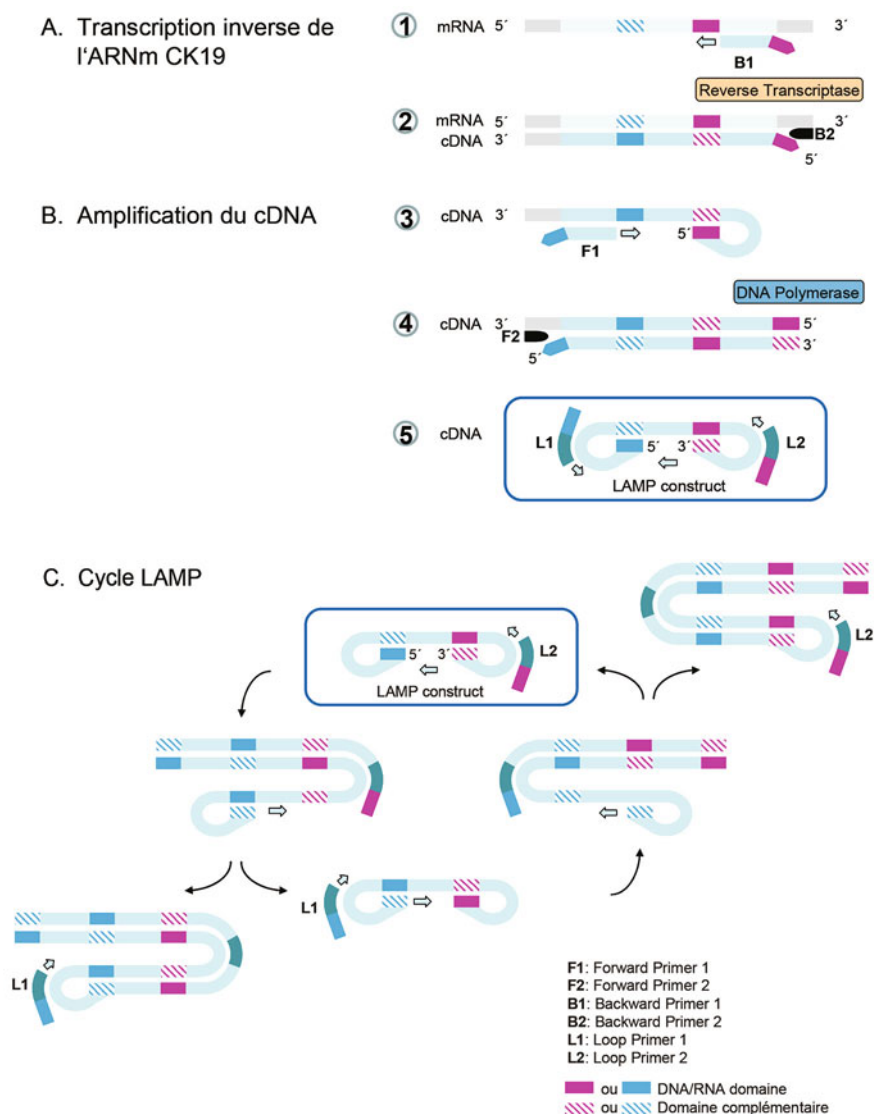 A. Transcription inverse de
l'ARNm CK19
1 mRNA 5´ 3´
B1
Reverse Transcriptase
2 mRNA 5´ 3´
cDNA 3´ B2
5´
B. Amplification du cDNA
3 cDNA 3´
5´
F1
DNA Polymerase
4 cDNA 3´ 5´
F2
5´ 3´
5 cDNA
L1 5´ 3´ L2
LAMP construct
C. Cycle LAMP
5´ 3´ L2
LAMP construct
L2
L1
L1
F1: Forward Primer 1
F2: Forward Primer 2
B1: Backward Primer 1
B2: Backward Primer 2
L1: Loop Primer 1
L2: Loop Primer 2
ou DNA/RNA domaine
ou Domaine complémentaire